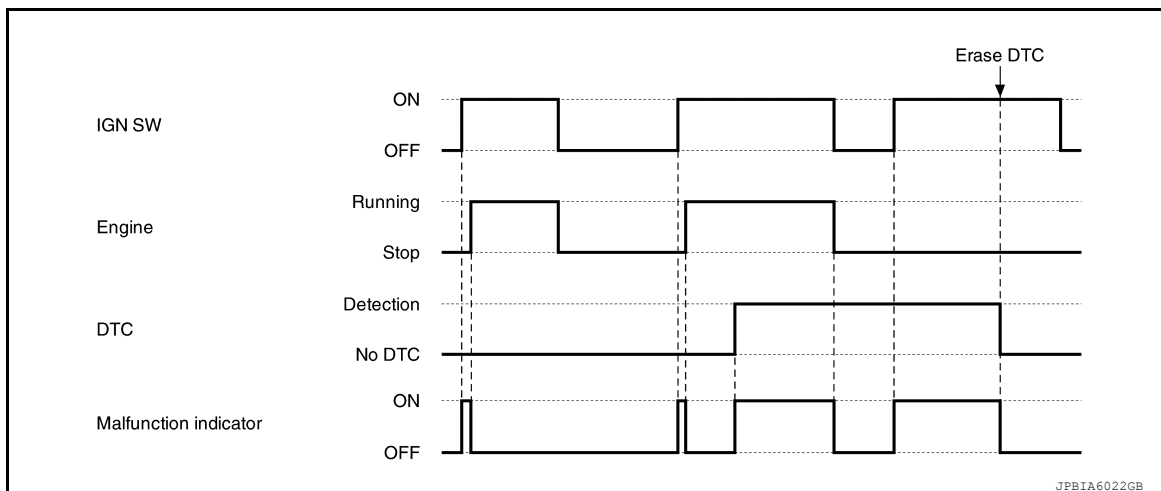 Erase DTC
IGN SW
ON
OFF
Engine
Running
Stop
DTC
Detection
No DTC
Malfunction indicator
ON
OFF
JPBIA6022GB